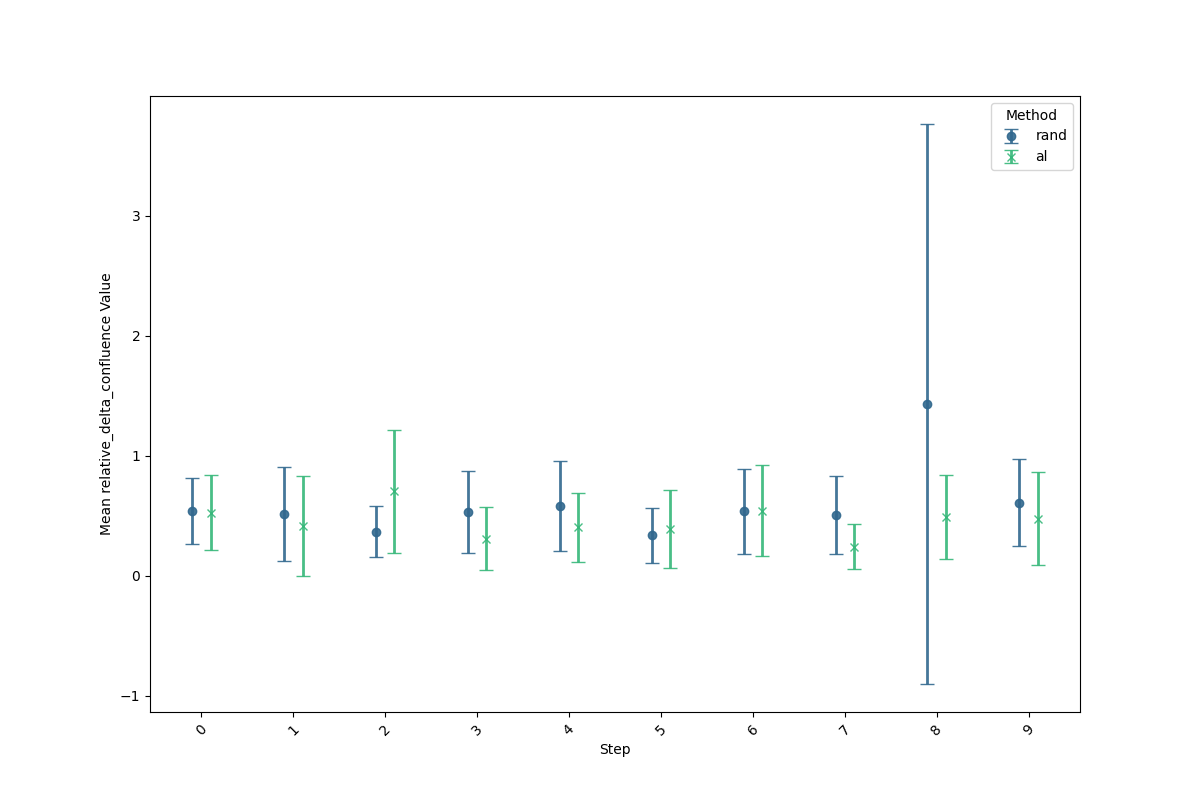 Method
rand
al
3
2
1
0
−1
Mean relative_delta_confluence Value
0 1 2 3 4 5 6 7 8 9
Step